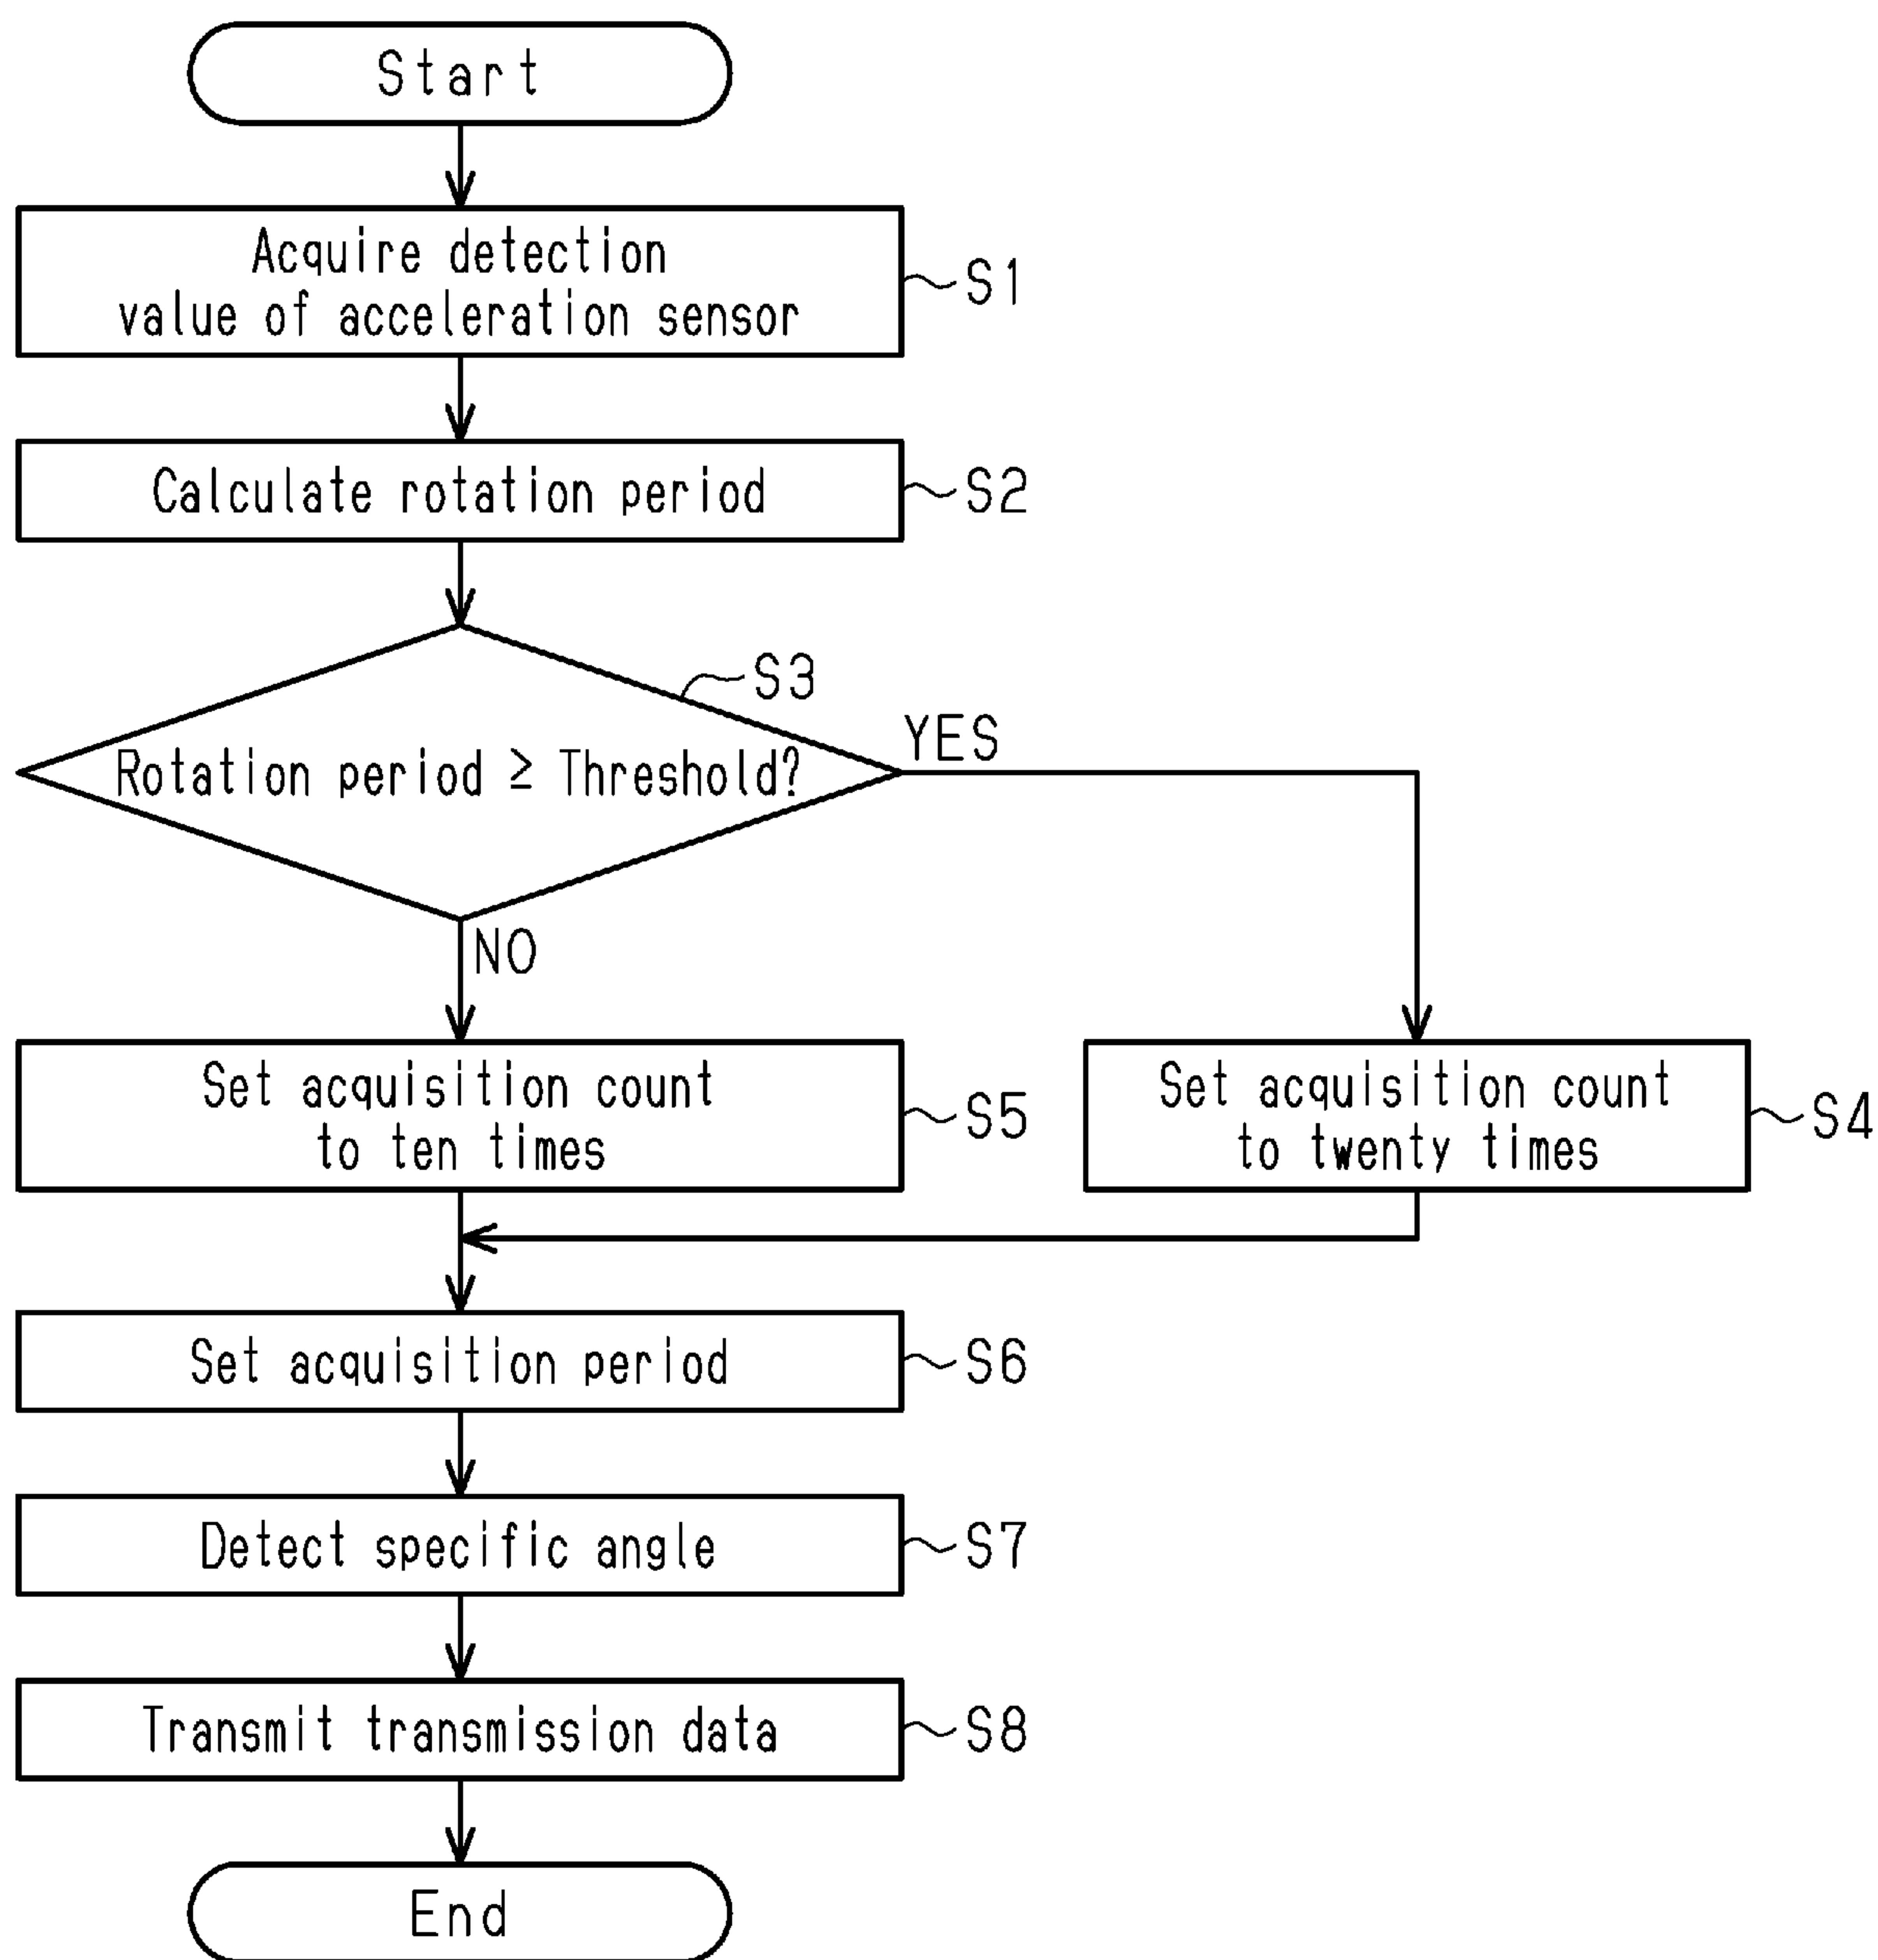 Start
Acquire detection
value of acceleration sensor
S1
Calculate rotation period
S2
S3
Rotation period ≥ Threshold?
YES
NO
Set acquisition count
to ten times
S5
Set acquisition count
to twenty times
S4
Set acquisition period
S6
Detect specific angle
S7
Transmit transmission data
S8
End